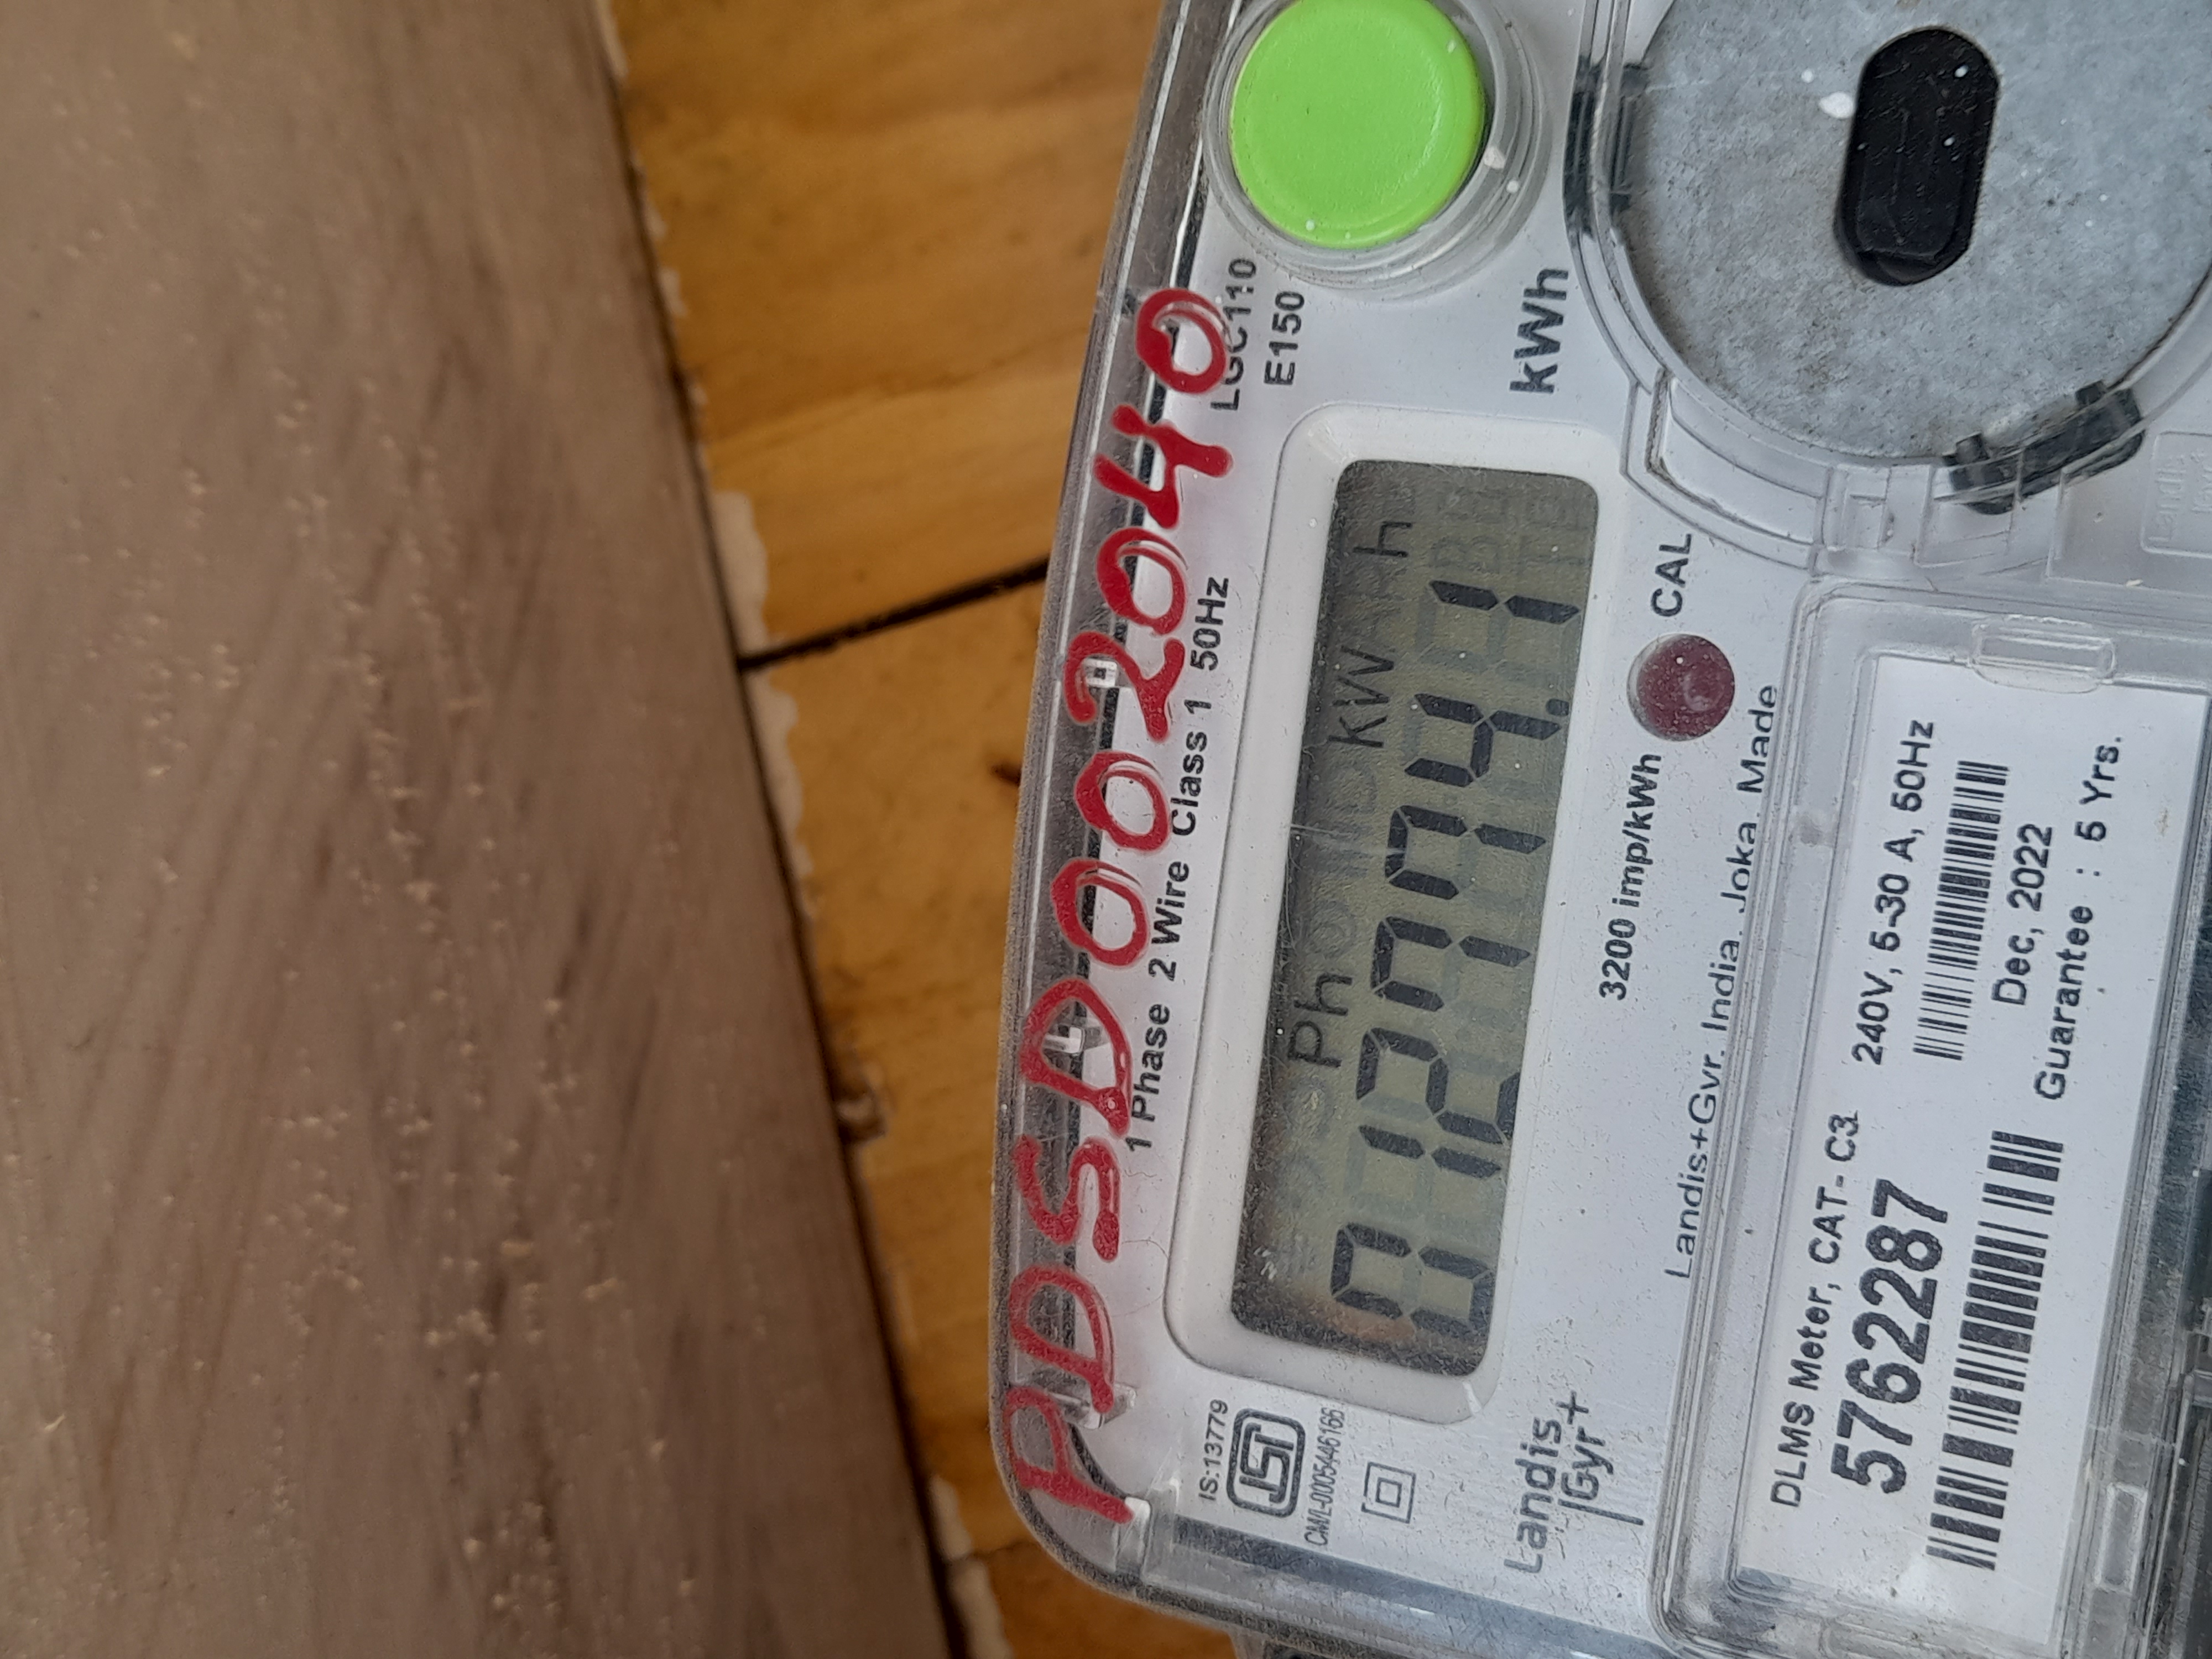 PDSD002040
LGC110
1 Phase 2 Wire Class 1 50Hz
E150
IS:13779
ISI
CM/L-0005446166
Ph kW h
012774.1
kWh
Landis
Gyr+
3200 imp/kWh
CAL
Landis+Gyr. India. Joka. Made
DLMS Meter, CAT- C3
240V, 5-30 A, 50Hz
5762287
Dec, 2022
Guarantee : 5 Yrs.